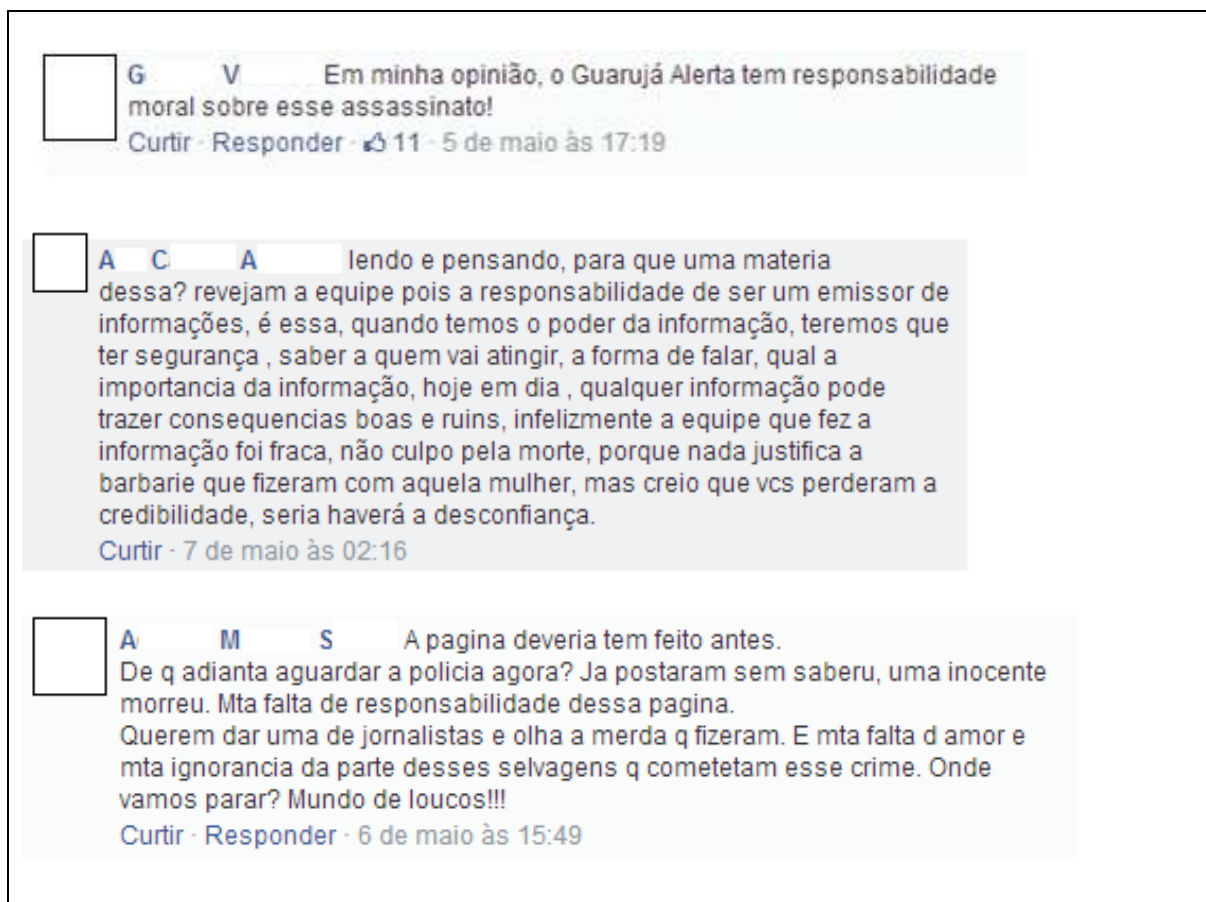 G V Em minha opinião, o Guarujá Alerta tem responsabilidade
moral sobre esse assassinato!
Curtir · Responder · 11 · 5 de maio às 17:19
A C A lendo e pensando, para que uma materia
dessa? revejam a equipe pois a responsabilidade de ser um emissor de
informações, é essa, quando temos o poder da informação, teremos que
ter segurança , saber a quem vai atingir, a forma de falar, qual a
importancia da informação, hoje em dia , qualquer informação pode
trazer consequencias boas e ruins, infelizmente a equipe que fez a
informação foi fraca, não culpo pela morte, porque nada justifica a
barbarie que fizeram com aquela mulher, mas creio que vcs perderam a
credibilidade, seria haverá a desconfiança.
Curtir · 7 de maio às 02:16
A M S A pagina deveria tem feito antes.
De q adianta aguardar a policia agora? Ja postaram sem saberu, uma inocente
morreu. Mta falta de responsabilidade dessa pagina.
Querem dar uma de jornalistas e olha a merda q fizeram. E mta falta d amor e
mta ignorancia da parte desses selvagens q cometetam esse crime. Onde
vamos parar? Mundo de loucos!!!
Curtir · Responder · 6 de maio às 15:49